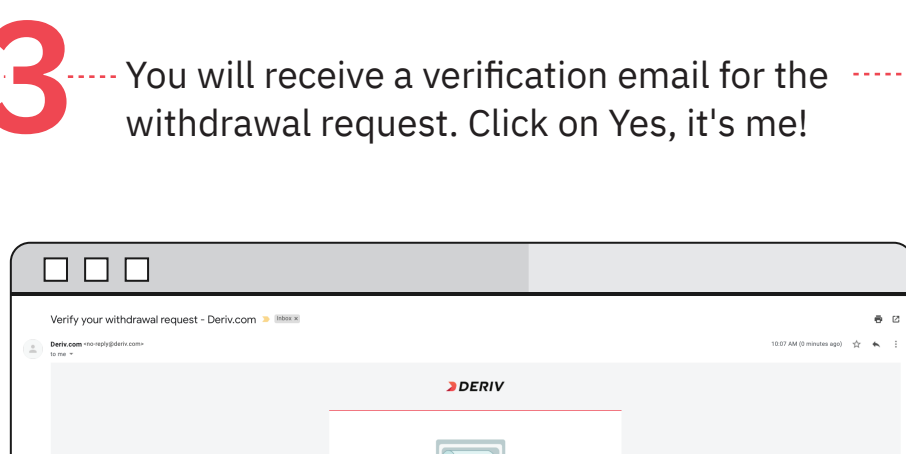 3
You will receive a verification email for the
withdrawal request. Click on Yes, it's me!
Verify your withdrawal request - Deriv.com Inbox x
Deriv.com <no-reply@deriv.com> 10:07 AM (0 minutes ago)
to me
DERIV